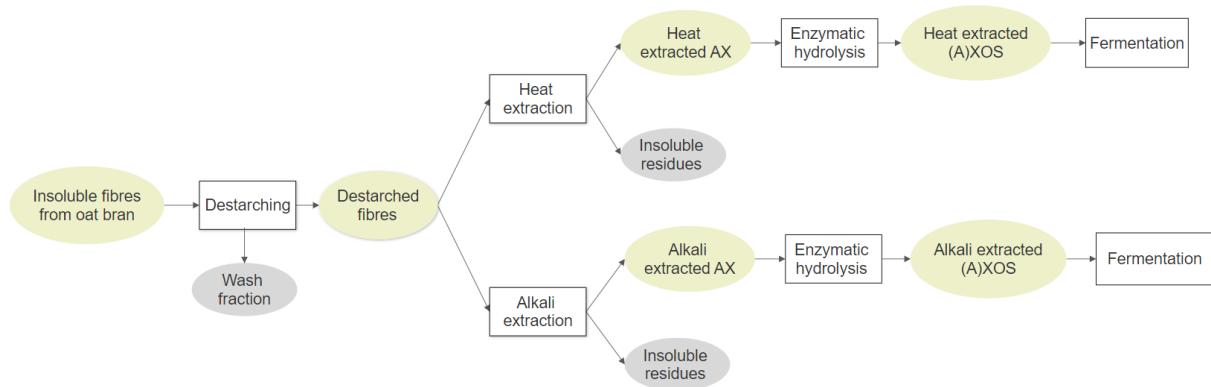 Heat
extracted AX
Enzymatic
hydrolysis
Heat extracted
(A)XOS
Fermentation
Heat
extraction
Insoluble
residues
Insoluble fibres
from oat bran
Destarching
Destarched
fibres
Wash
fraction
Alkali
extracted AX
Enzymatic
hydrolysis
Alkali extracted
(A)XOS
Fermentation
Alkali
extraction
Insoluble
residues